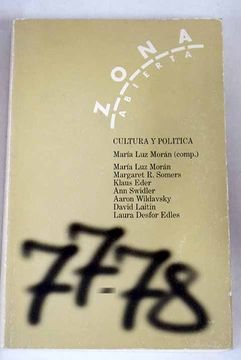 ZONA
ABIERTA
CULTURA Y POLITICA
María Luz Morán (comp.)
María Luz Morán
Margaret R. Somers
Klaus Eder
Ann Swidler
Aaron Wildavsky
David Laitin
Laura Desfor Edles
77-78